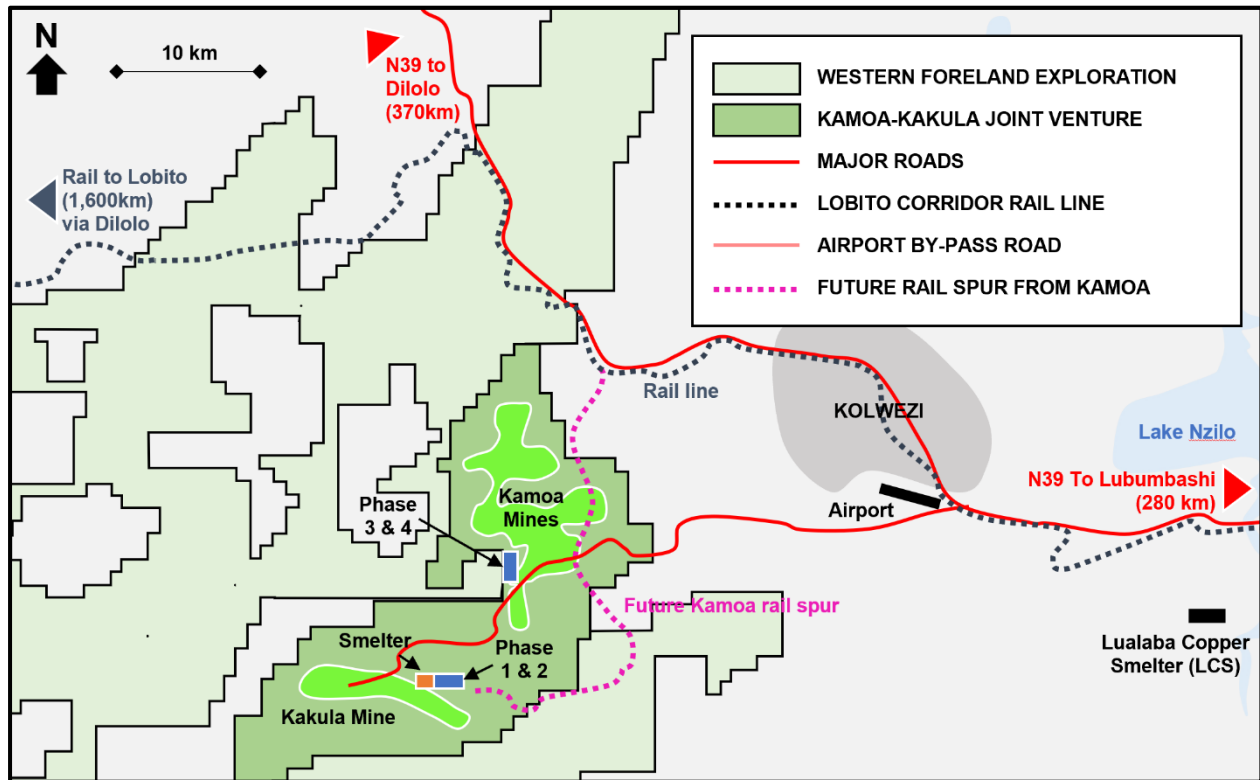 N
10 km
N39 to
Dilolo
(370km)
Rail to Lobito
(1,600km)
via Dilolo
WESTERN FORELAND EXPLORATION
KAMOA-KAKULA JOINT VENTURE
MAJOR ROADS
LOBITO CORRIDOR RAIL LINE
AIRPORT BY-PASS ROAD
FUTURE RAIL SPUR FROM KAMOA
Rail line
KOLWEZI
Lake Nzilo
N39 To Lubumbashi
(280 km)
Airport
Phase
3 & 4
Kamoa
Mines
Future Kamoa rail spur
Smelter
Phase
1 & 2
Kakula Mine
Lualaba Copper
Smelter (LCS)